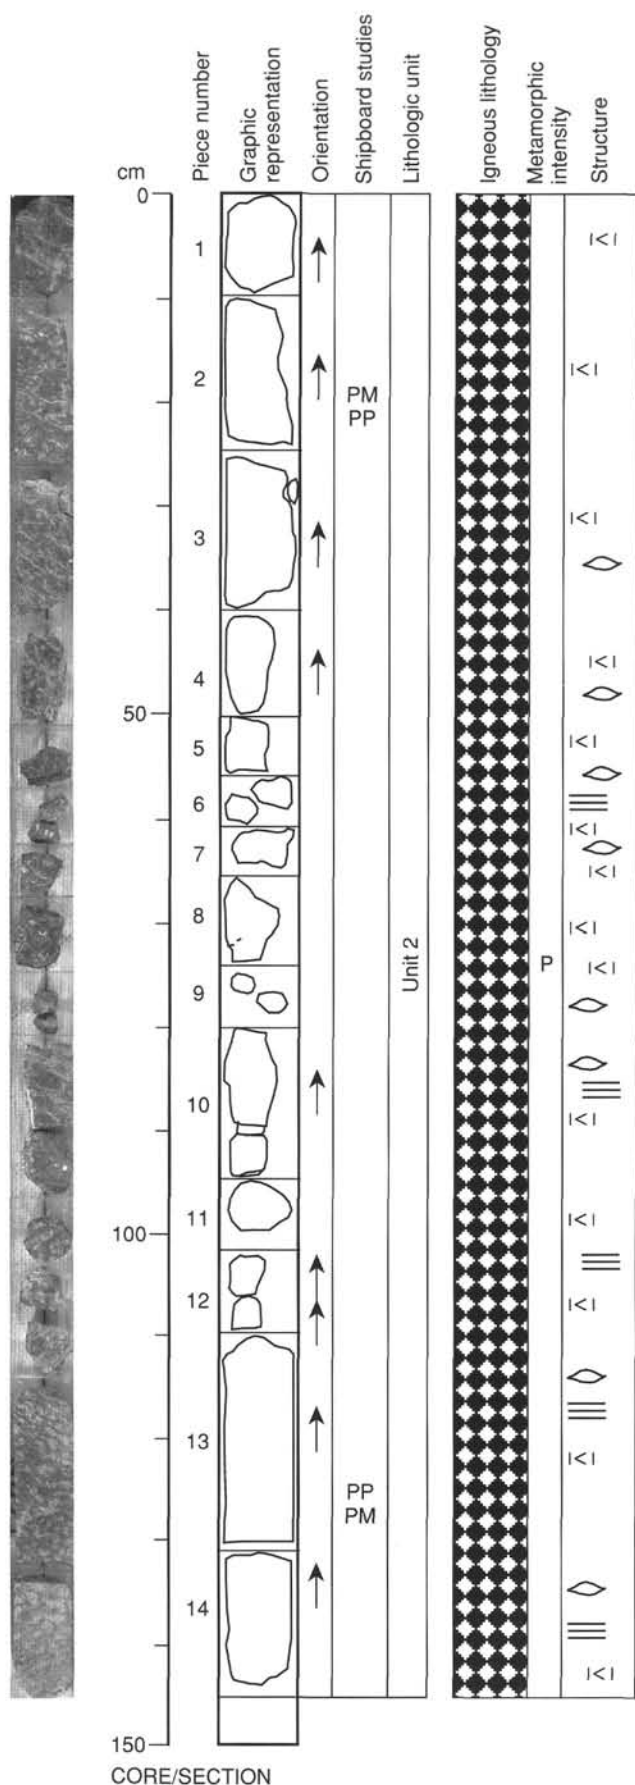 cm
Piece number
Graphic representation
Orientation
Shipboard studies
Lithologic unit
Igneous lithology
Metamorphic intensity
Structure
0
1
2
PM
PP
3
4
50
5
6
7
8
Unit 2
P
9
10
100
11
12
13
PP
PM
14
150
CORE/SECTION